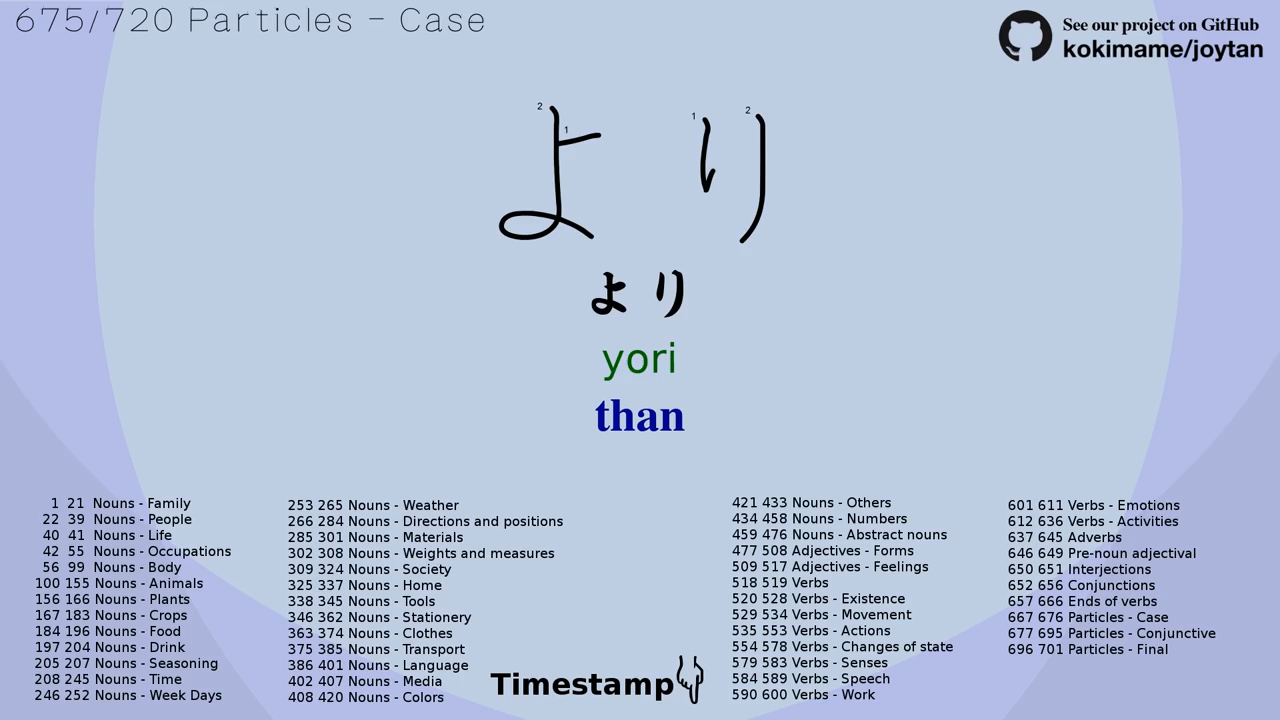 675/720 Particles - Case
See our project on GitHub
kokimame/joytan
2 1 1 2
より
より
yori
than
1 21 Nouns - Family
22 39 Nouns - People
40 41 Nouns - Life
42 55 Nouns - Occupations
56 99 Nouns - Body
100 155 Nouns - Animals
156 166 Nouns - Plants
167 183 Nouns - Crops
184 196 Nouns - Food
197 204 Nouns - Drink
205 207 Nouns - Seasoning
208 245 Nouns - Time
246 252 Nouns - Week Days
253 265 Nouns - Weather
266 284 Nouns - Directions and positions
285 301 Nouns - Materials
302 308 Nouns - Weights and measures
309 324 Nouns - Society
325 337 Nouns - Home
338 345 Nouns - Tools
346 362 Nouns - Stationery
363 374 Nouns - Clothes
375 385 Nouns - Transport
386 401 Nouns - Language
402 407 Nouns - Media
408 420 Nouns - Colors
Timestamp
421 433 Nouns - Others
434 458 Nouns - Numbers
459 476 Nouns - Abstract nouns
477 508 Adjectives - Forms
509 517 Adjectives - Feelings
518 519 Verbs
520 528 Verbs - Existence
529 534 Verbs - Movement
535 553 Verbs - Actions
554 578 Verbs - Changes of state
579 583 Verbs - Senses
584 589 Verbs - Speech
590 600 Verbs - Work
601 611 Verbs - Emotions
612 636 Verbs - Activities
637 645 Adverbs
646 649 Pre-noun adjectival
650 651 Interjections
652 656 Conjunctions
657 666 Ends of verbs
667 676 Particles - Case
677 695 Particles - Conjunctive
696 701 Particles - Final